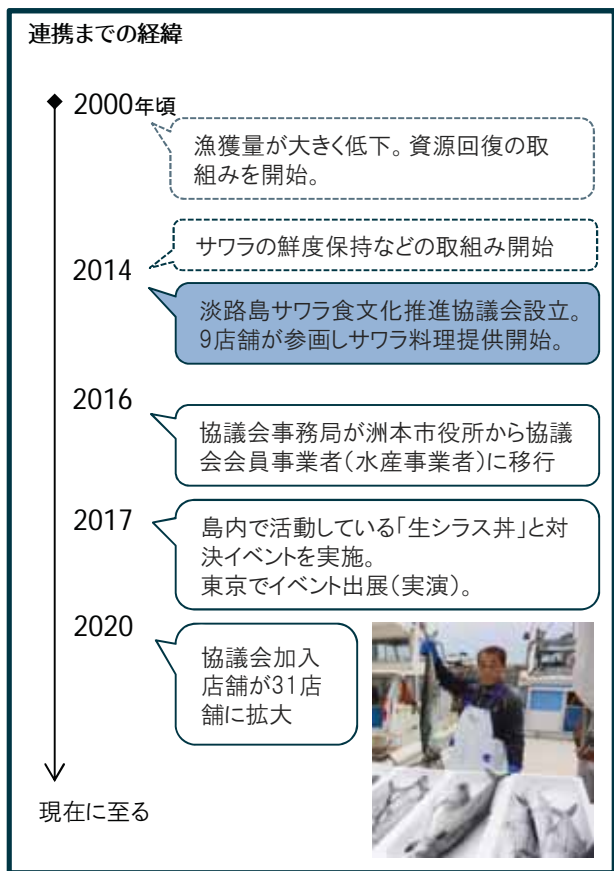 連携までの経緯
2000年頃
漁獲量が大きく低下。資源回復の取
組みを開始。
サワラの鮮度保持などの取組み開始
2014
淡路島サワラ食文化推進協議会設立。
9店舗が参画しサワラ料理提供開始。
2016
協議会事務局が洲本市役所から協議
会会員事業者(水産事業者)に移行
2017
島内で活動している「生シラス丼」と対
決イベントを実施。
東京でイベント出展(実演)。
2020
協議会加入
店舗が31店
舗に拡大
現在に至る